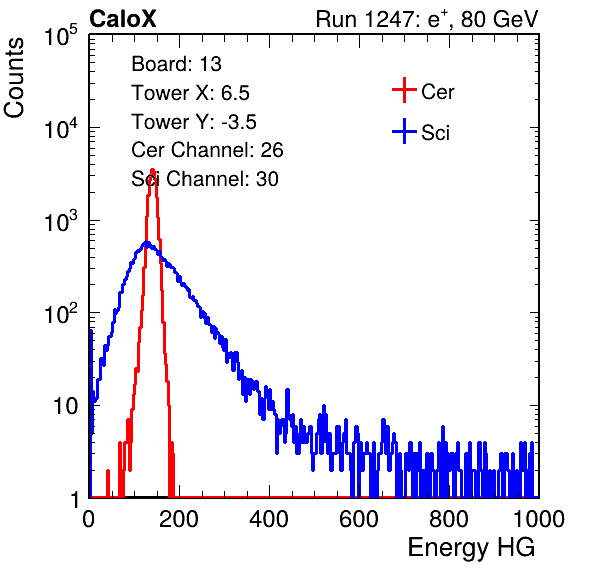 CaloX Run 1247: e⁺, 80 GeV
Counts
10⁵
10⁴
10³
10²
10
1
Board: 13
Tower X: 6.5
Tower Y: -3.5
Cer Channel: 26
Sci Channel: 30
Cer
Sci
0 200 400 600 800 1000
Energy HG